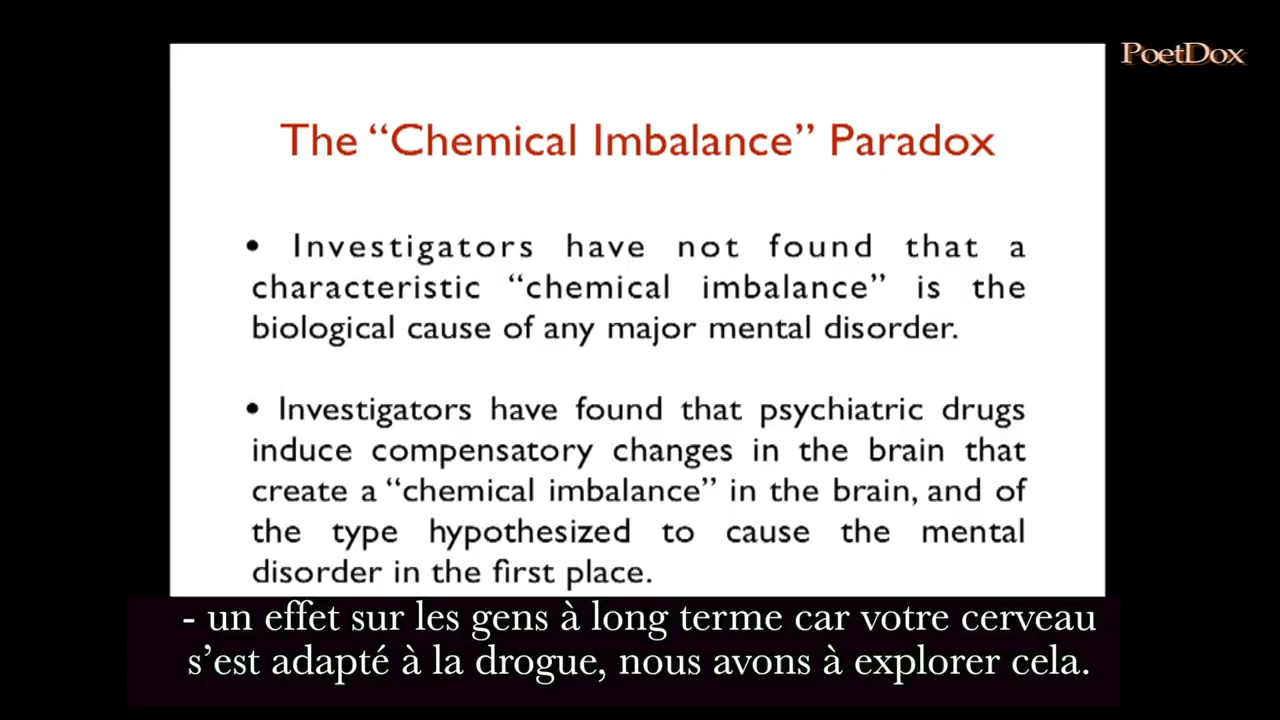 PoetDox
The “Chemical Imbalance” Paradox
• Investigators have not found that a
characteristic “chemical imbalance” is the
biological cause of any major mental disorder.
• Investigators have found that psychiatric drugs
induce compensatory changes in the brain that
create a “chemical imbalance” in the brain, and of
the type hypothesized to cause the mental
disorder in the first place.
- un effet sur les gens à long terme car votre cerveau
s’est adapté à la drogue, nous avons à explorer cela.